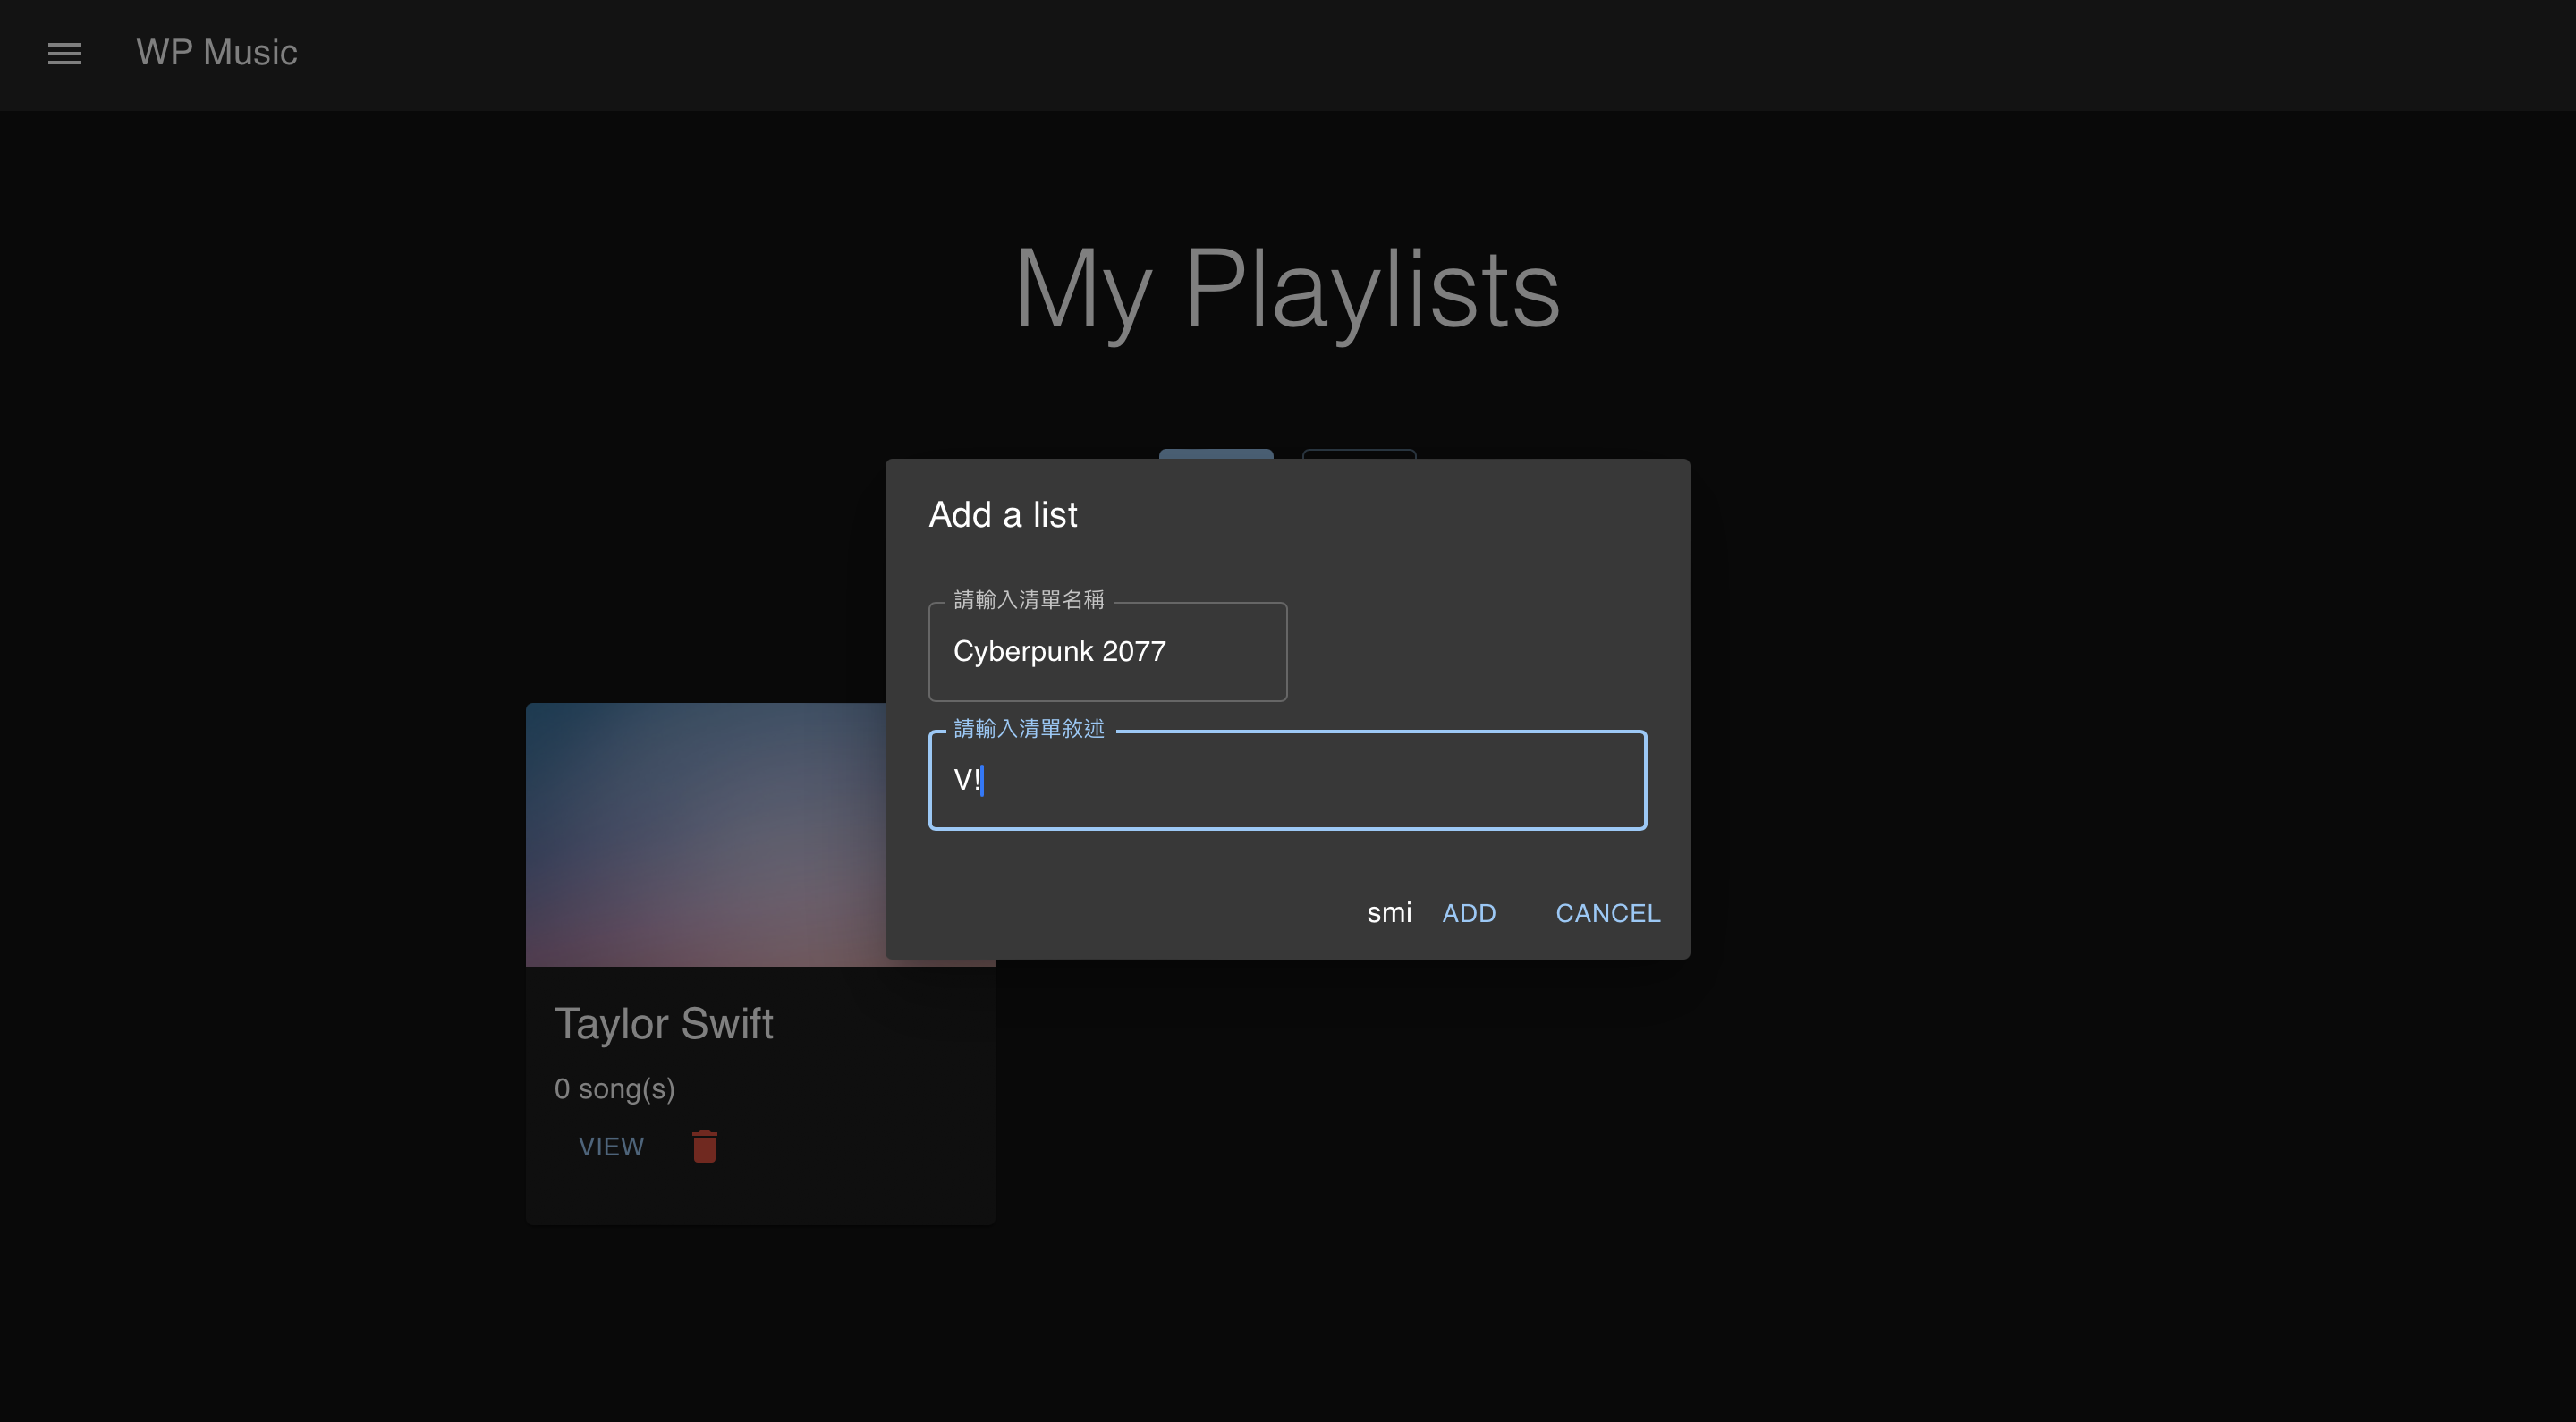 WP Music
My Playlists
Add a list
請輸入清單名稱
Cyberpunk 2077
請輸入清單敘述
V!
smi ADD CANCEL
Taylor Swift
0 song(s)
VIEW